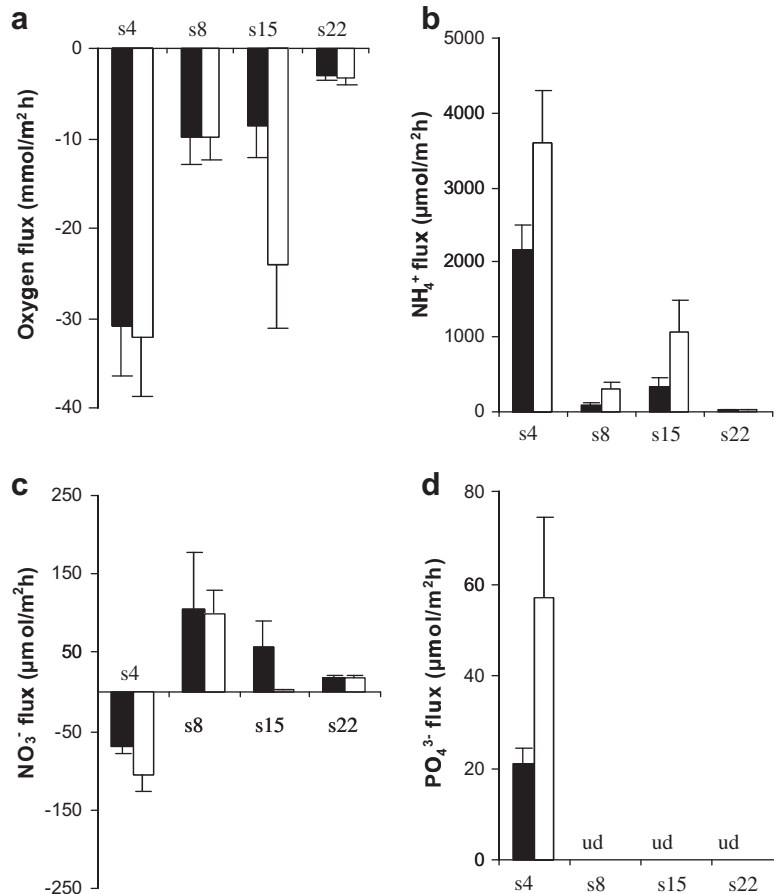 a
s4 s8 s15 s22
0
-10
-20
-30
-40
Oxygen flux (mmol/m² h)
b
5000
4000
3000
2000
1000
0
NH₄⁺ flux (µmol/m²h)
s4 s8 s15 s22
c
250
150
50
-50
-150
-250
NO₃⁻ flux (µmol/m²h)
s4
s8 s15 s22
d
80
60
40
20
0
PO₄³⁻ flux (µmol/m²h)
ud ud ud
s4 s8 s15 s22